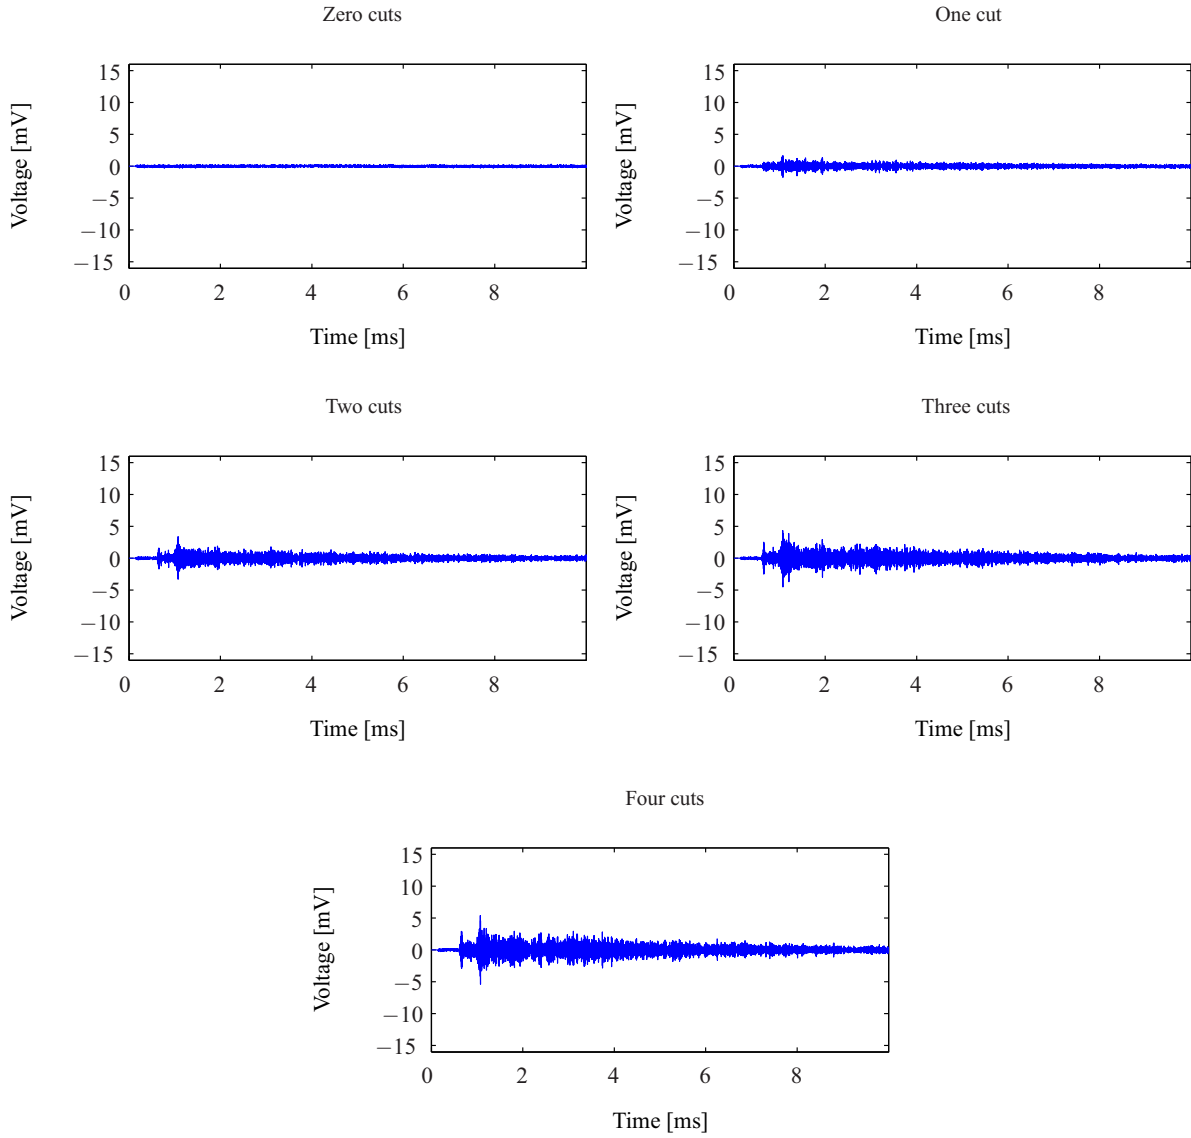 Zero cuts
15
10
5
0
−5
−10
−15
Voltage [mV]
0 2 4 6 8
Time [ms]
One cut
15
10
5
0
−5
−10
−15
Voltage [mV]
0 2 4 6 8
Time [ms]
Two cuts
15
10
5
0
−5
−10
−15
Voltage [mV]
0 2 4 6 8
Time [ms]
Three cuts
15
10
5
0
−5
−10
−15
Voltage [mV]
0 2 4 6 8
Time [ms]
Four cuts
15
10
5
0
−5
−10
−15
Voltage [mV]
0 2 4 6 8
Time [ms]